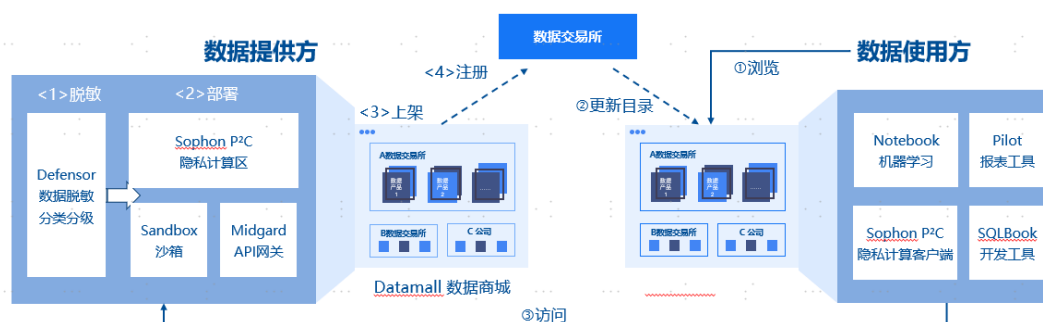 数据交易所
数据提供方
数据使用方
①浏览
<4>注册
②更新目录
<1>脱敏
<2>部署
<3>上架
Sophon P²C
隐私计算区
Defensor
数据脱敏
分类分级
Sandbox
沙箱
Midgard
API网关
A数据交易所
数据
产品
1
数据
产品
2
......
B数据交易所
C 公司
Datamall 数据商城
A数据交易所
数据
产品
1
数据
产品
2
......
B数据交易所
C 公司
Notebook
机器学习
Pilot
报表工具
Sophon P²C
隐私计算客户端
SQLBook
开发工具
③访问